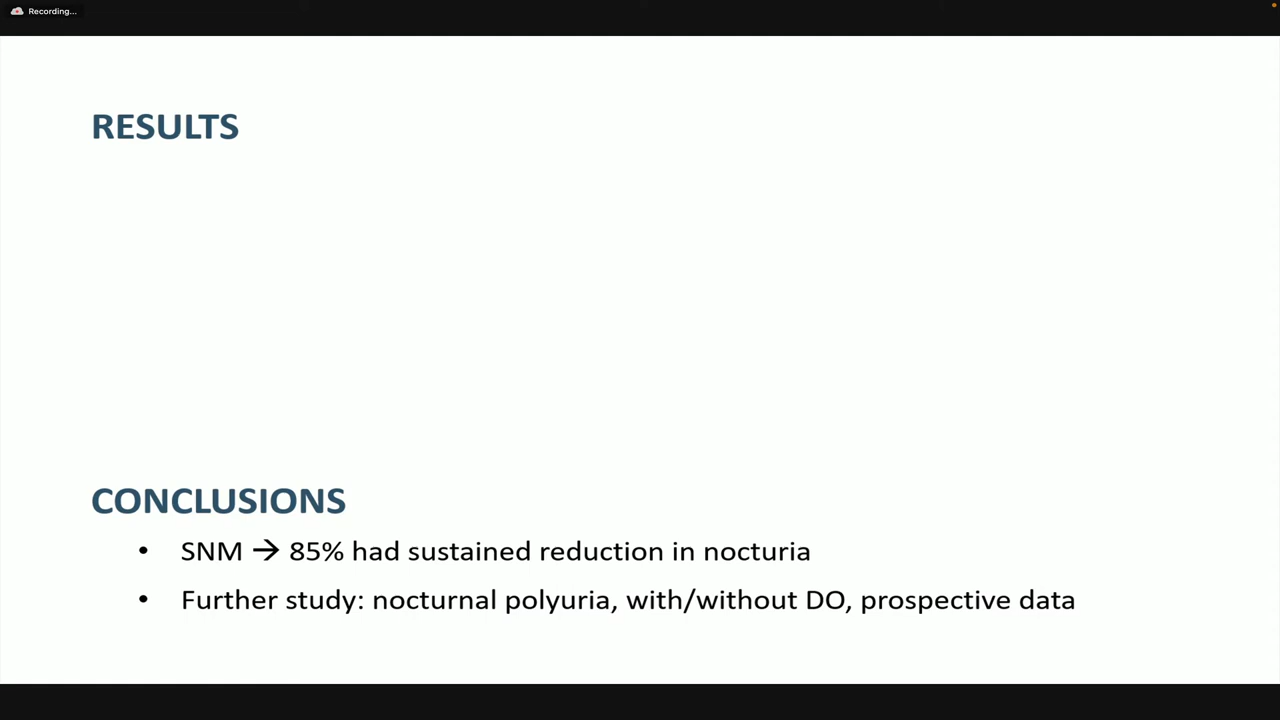 Recording...
RESULTS
CONCLUSIONS
• SNM → 85% had sustained reduction in nocturia
• Further study: nocturnal polyuria, with/without DO, prospective data